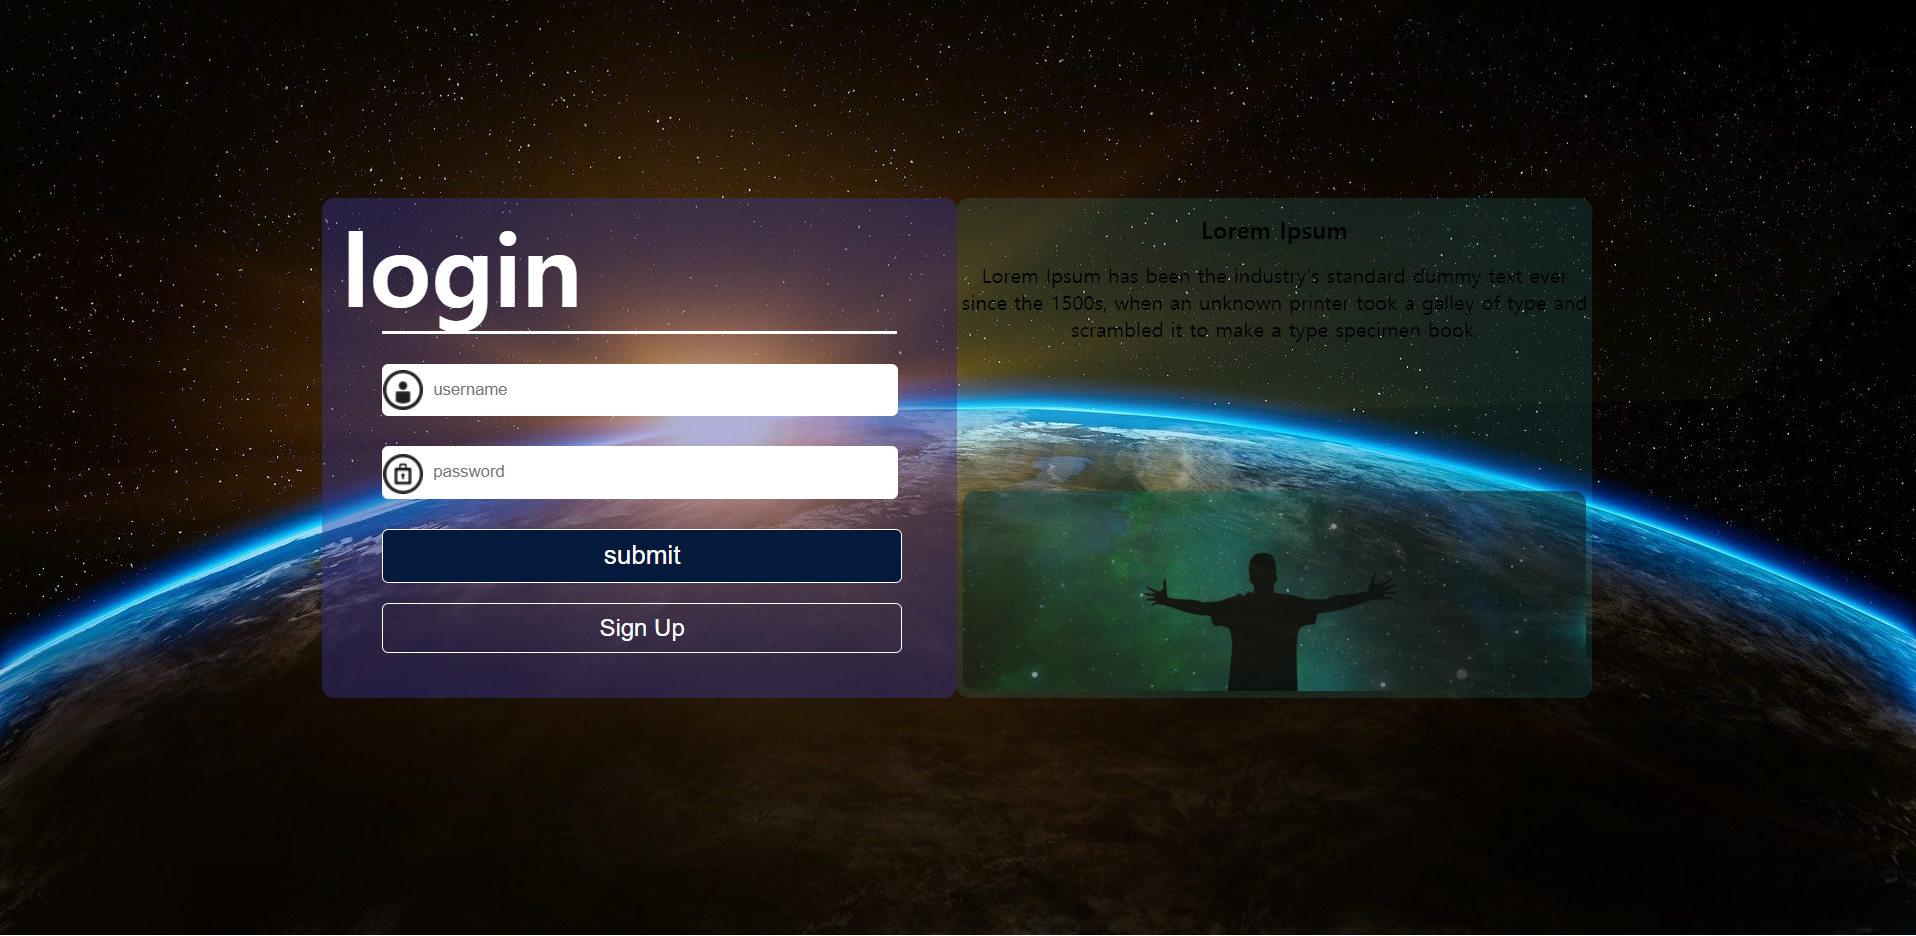 login
username
password
submit
Sign Up
Lorem Ipsum
Lorem Ipsum has been the industry's standard dummy text ever
since the 1500s, when an unknown printer took a galley of type and
scrambled it to make a type specimen book.